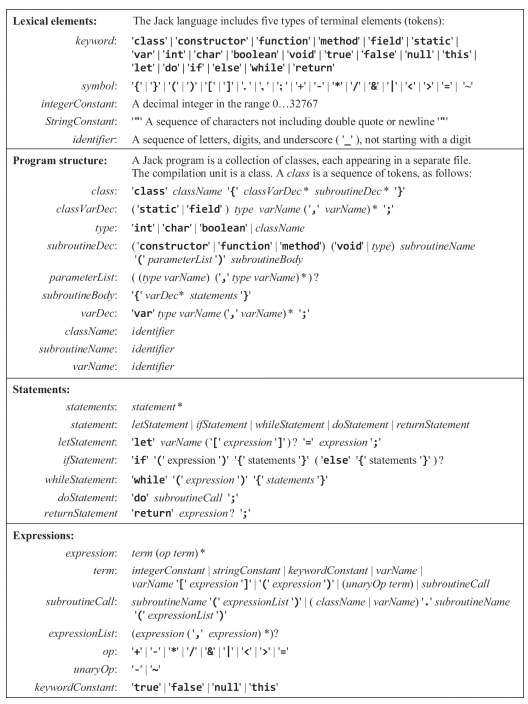 Lexical elements: The Jack language includes five types of terminal elements (tokens):
keyword: 'class' | 'constructor' | 'function' | 'method' | 'field' | 'static' |
'var' | 'int' | 'char' | 'boolean' | 'void' | 'true' | 'false' | 'null' | 'this' |
'let' | 'do' | 'if' | 'else' | 'while' | 'return'
symbol: '{' | '}' | '(' | ')' | '[' | ']' | '.' | ',' | ';' | '+' | '-' | '*' | '/' | '&' | '|' | '<' | '>' | '=' | '~'
integerConstant: A decimal integer in the range 0...32767
StringConstant: '"' A sequence of characters not including double quote or newline '"'
identifier: A sequence of letters, digits, and underscore ( '_' ), not starting with a digit
Program structure: A Jack program is a collection of classes, each appearing in a separate file.
The compilation unit is a class. A class is a sequence of tokens, as follows:
class: 'class' className '{' classVarDec* subroutineDec* '}'
classVarDec: ('static' | 'field' ) type varName (',' varName)* ';'
type: 'int' | 'char' | 'boolean' | className
subroutineDec: ('constructor' | 'function' | 'method') ('void' | type) subroutineName
'(' parameterList ')' subroutineBody
parameterList: ( (type varName) (',' type varName)*)?
subroutineBody: '{' varDec* statements '}'
varDec: 'var' type varName (',' varName)* ';'
className: identifier
subroutineName: identifier
varName: identifier
Statements:
statements: statement*
statement: letStatement | ifStatement | whileStatement | doStatement | returnStatement
letStatement: 'let' varName ('[' expression ']')? '=' expression ';'
ifStatement: 'if' '(' expression ')' '{' statements '}' ( 'else' '{' statements '}' )?
whileStatement: 'while' '(' expression ')' '{' statements '}'
doStatement: 'do' subroutineCall ';'
returnStatement 'return' expression? ';'
Expressions:
expression: term (op term)*
term: integerConstant | stringConstant | keywordConstant | varName |
varName '[' expression ']' | '(' expression ')' | (unaryOp term) | subroutineCall
subroutineCall: subroutineName '(' expressionList ')' | ( className | varName) '.' subroutineName
'(' expressionList ')'
expressionList: (expression (',' expression) *)?
op: '+' | '-' | '*' | '/' | '&' | '|' | '<' | '>' | '='
unaryOp: '-' | '~'
keywordConstant: 'true' | 'false' | 'null' | 'this'